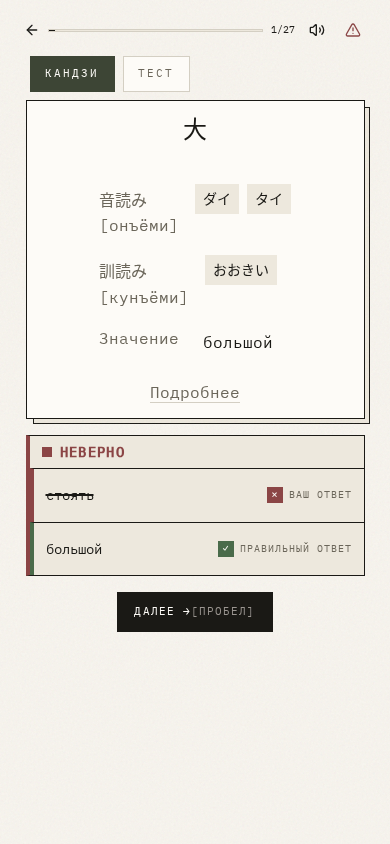 1/27
КАНДЗИ ТЕСТ
大
音読み ダイ タイ
[онъёми]
訓読み おおきい
[кунъёми]
Значение большой
Подробнее
НЕВЕРНО
стоять ВАШ ОТВЕТ
большой ПРАВИЛЬНЫЙ ОТВЕТ
ДАЛЕЕ →[ПРОБЕЛ]